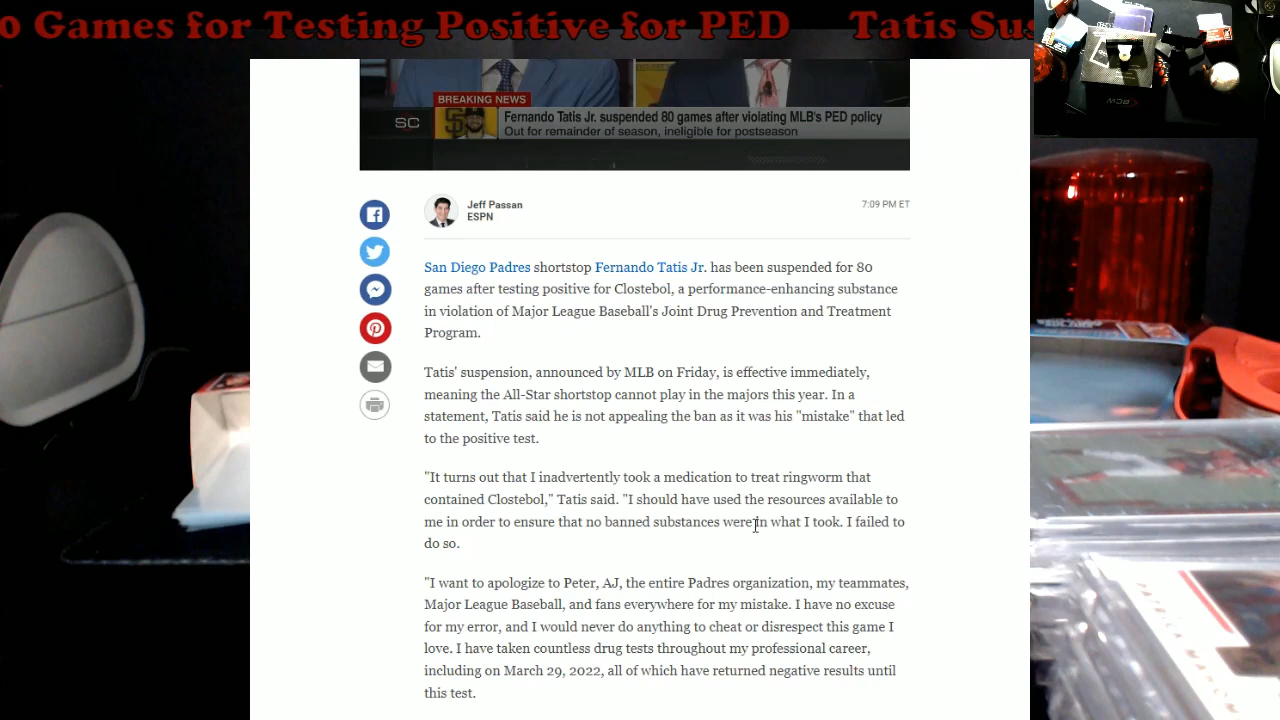 o Games for Testing Positive for PED Tatis Sus
BREAKING NEWS
SC
Fernando Tatis Jr. suspended 80 games after violating MLB's PED policy
Out for remainder of season, ineligible for postseason
Jeff Passan
ESPN
7:09 PM ET
San Diego Padres shortstop Fernando Tatis Jr. has been suspended for 80
games after testing positive for Clostebol, a performance-enhancing substance
in violation of Major League Baseball's Joint Drug Prevention and Treatment
Program.
Tatis' suspension, announced by MLB on Friday, is effective immediately,
meaning the All-Star shortstop cannot play in the majors this year. In a
statement, Tatis said he is not appealing the ban as it was his "mistake" that led
to the positive test.
"It turns out that I inadvertently took a medication to treat ringworm that
contained Clostebol," Tatis said. "I should have used the resources available to
me in order to ensure that no banned substances were in what I took. I failed to
do so.
"I want to apologize to Peter, AJ, the entire Padres organization, my teammates,
Major League Baseball, and fans everywhere for my mistake. I have no excuse
for my error, and I would never do anything to cheat or disrespect this game I
love. I have taken countless drug tests throughout my professional career,
including on March 29, 2022, all of which have returned negative results until
this test.